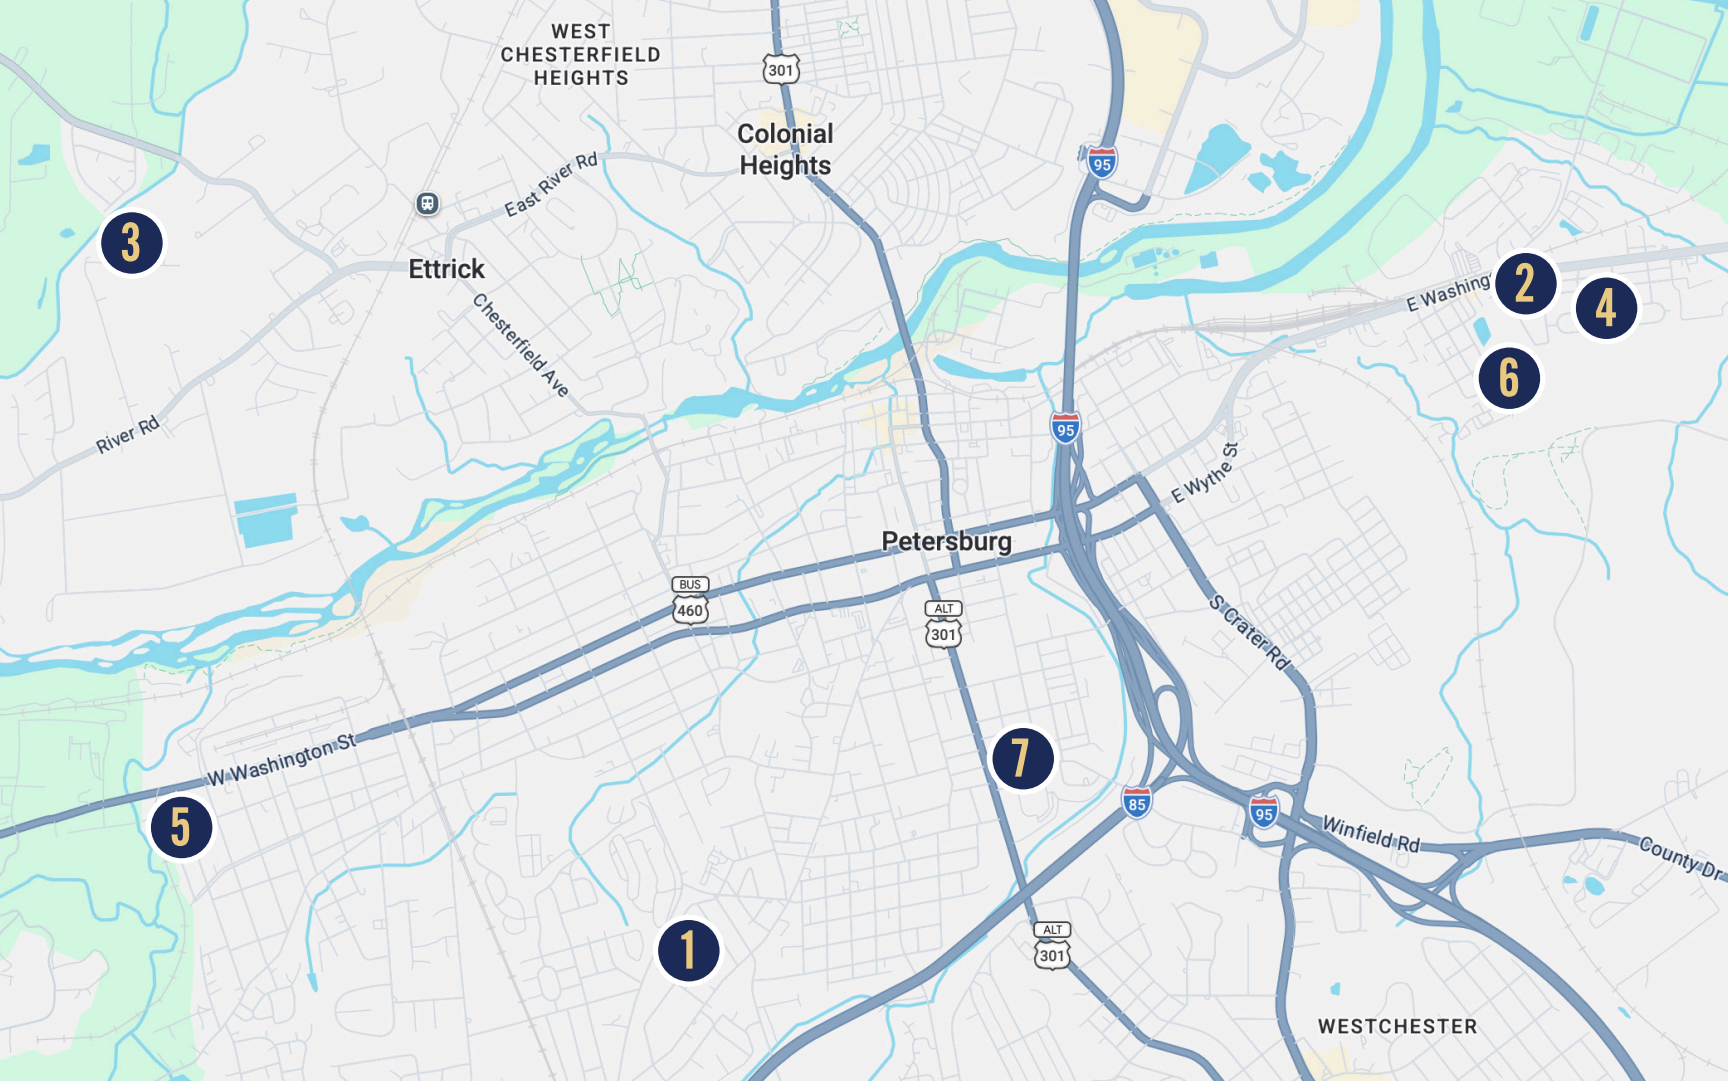 WEST
CHESTERFIELD
HEIGHTS
301
Colonial
Heights
95
East River Rd
3
Ettrick
Chesterfield Ave
E Washing
2
4
6
River Rd
95
E Wythe St
Petersburg
BUS
460
ALT
301
S Crater Rd
W Washington St
7
5
85
95
Winfield Rd
County Dr
1
ALT
301
WESTCHESTER